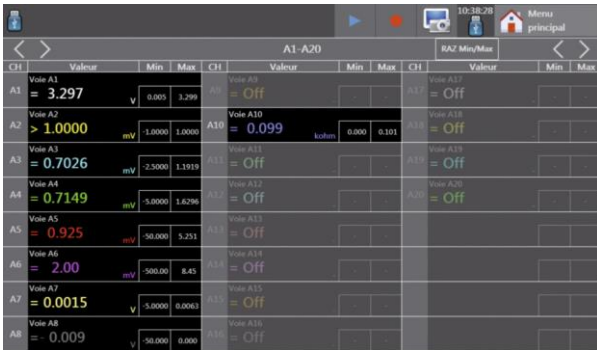 10:38:28
Menu
principal
A1-A20
RAZ Min/Max
CH Valeur Min Max CH Valeur Min Max CH Valeur Min Max
A1 Voie A1
= 3.297 V 0.005 3.299
A2 Voie A2
> 1.0000 mV -1.0000 1.0000
A3 Voie A3
= 0.7026 mV -2.5000 1.1919
A4 Voie A4
= 0.7149 mV -5.0000 1.6296
A5 Voie A5
= 0.925 mV -50.000 5.251
A6 Voie A6
= 2.00 mV -500.00 8.45
A7 Voie A7
= 0.0015 V -5.0000 0.0063
A8 Voie A8
=- 0.009 V -50.000 0.000
A9 Voie A9
= Off
A10 Voie A10
= 0.099 kohm 0.000 0.101
A11 Voie A11
= Off
A12 Voie A12
= Off
A13 Voie A13
= Off
A14 Voie A14
= Off
A15 Voie A15
= Off
A16 Voie A16
= Off
A17 Voie A17
= Off
A18 Voie A18
= Off
A19 Voie A19
= Off
A20 Voie A20
= Off